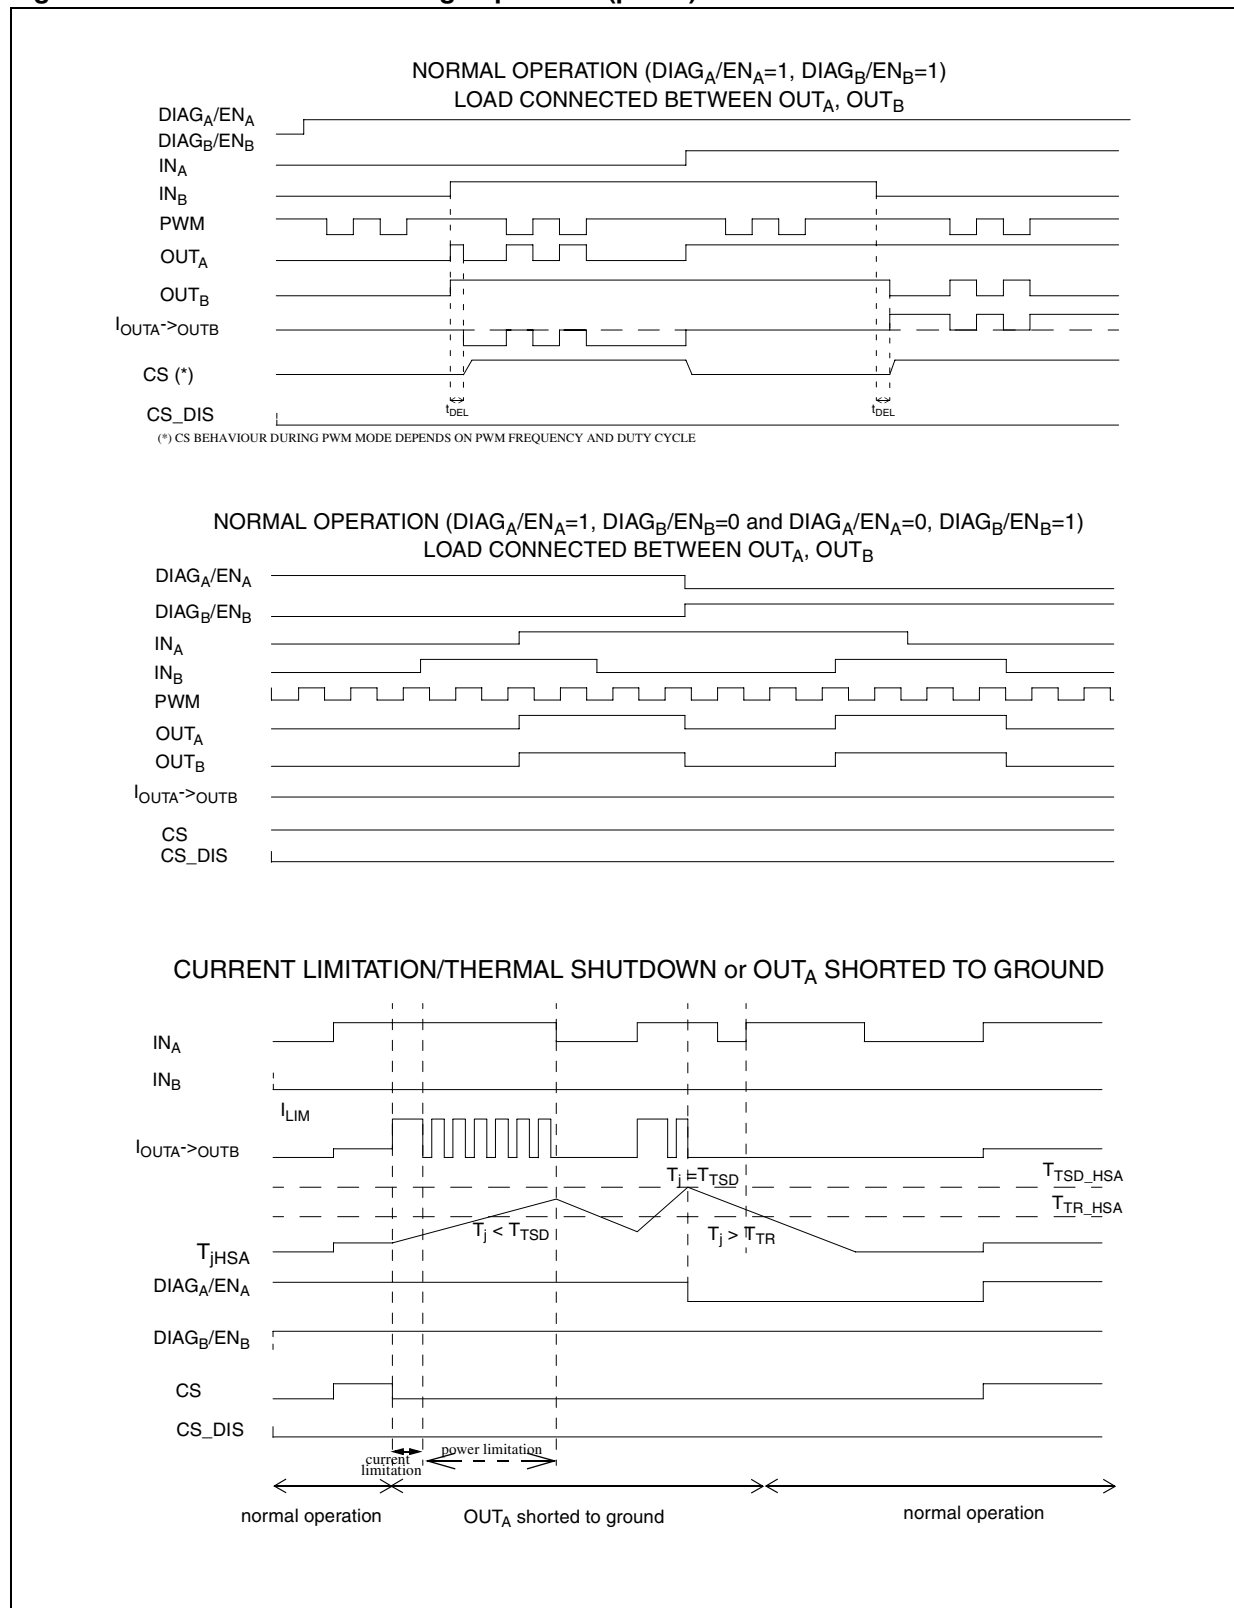 NORMAL OPERATION (DIAGA/ENA=1, DIAGB/ENB=1)
LOAD CONNECTED BETWEEN OUTA, OUTB
DIAGA/ENA
DIAGB/ENB
INA
INB
PWM
OUTA
OUTB
IOUTA->OUTB
CS (*)
tDEL
tDEL
CS_DIS
(*) CS BEHAVIOUR DURING PWM MODE DEPENDS ON PWM FREQUENCY AND DUTY CYCLE
NORMAL OPERATION (DIAGA/ENA=1, DIAGB/ENB=0 and DIAGA/ENA=0, DIAGB/ENB=1)
LOAD CONNECTED BETWEEN OUTA, OUTB
DIAGA/ENA
DIAGB/ENB
INA
INB
PWM
OUTA
OUTB
IOUTA->OUTB
CS
CS_DIS
CURRENT LIMITATION/THERMAL SHUTDOWN or OUTA SHORTED TO GROUND
INA
INB
ILIM
IOUTA->OUTB
Tj =TTSD
TTSD_HSA
TTR_HSA
Tj < TTSD
Tj > TTR
TjHSA
DIAGA/ENA
DIAGB/ENB
CS
CS_DIS
current
limitation
power limitation
normal operation
OUTA shorted to ground
normal operation